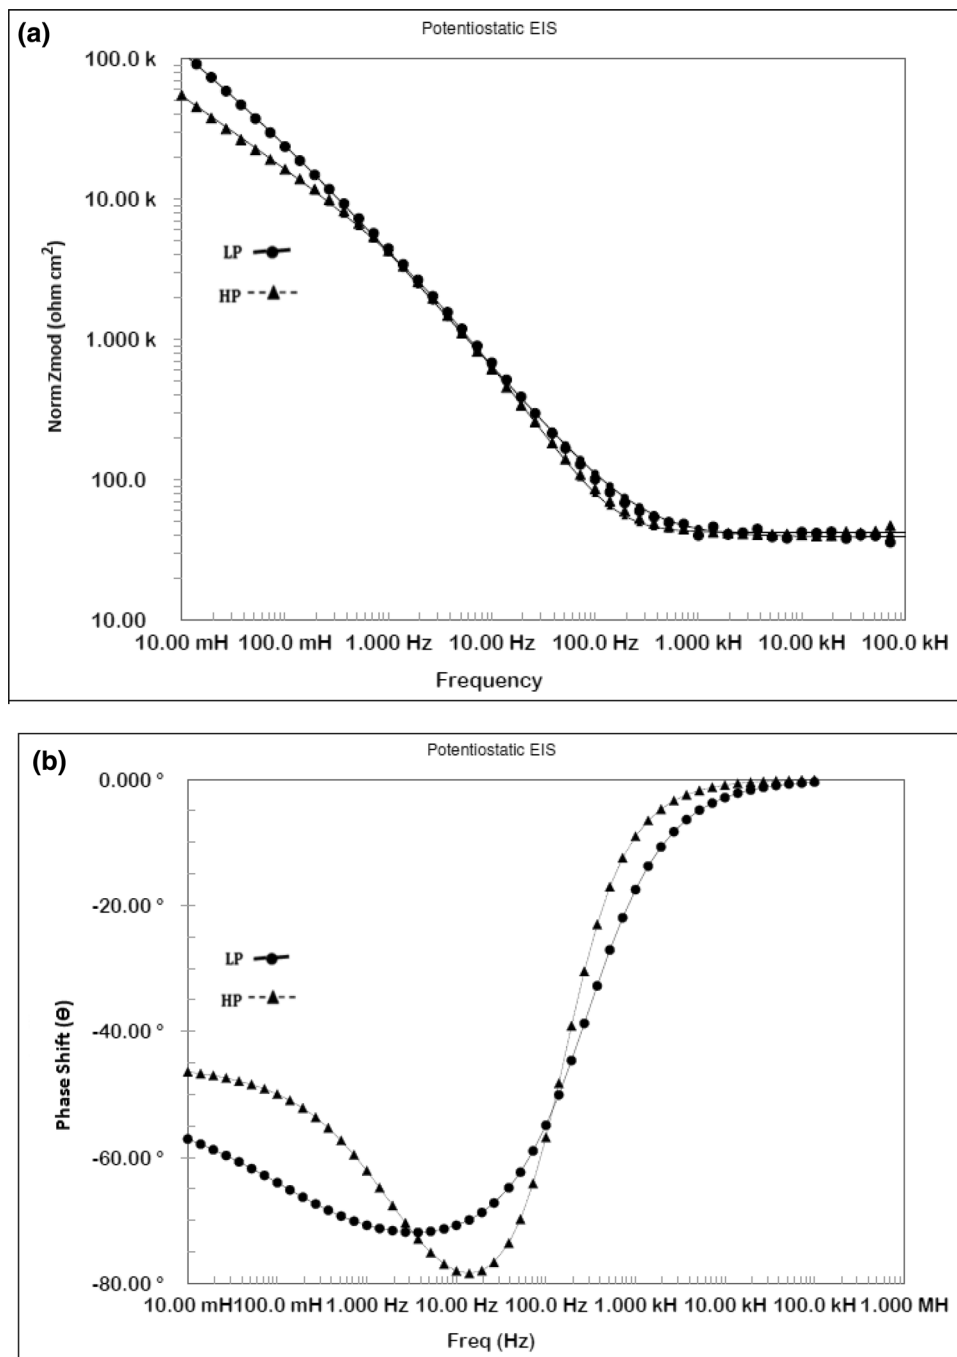 (a)
Potentiostatic EIS
100.0 k
10.00 k
1.000 k
100.0
10.00
Norm Zmod (ohm cm²)
LP
HP
10.00 mH 100.0 mH 1.000 Hz 10.00 Hz 100.0 Hz 1.000 kH 10.00 kH 100.0 kH
Frequency
(b)
Potentiostatic EIS
0.000 °
-20.00 °
-40.00 °
-60.00 °
-80.00 °
Phase Shift (Θ)
LP
HP
10.00 mH 100.0 mH 1.000 Hz 10.00 Hz 100.0 Hz 1.000 kH 10.00 kH 100.0 kH 1.000 MH
Freq (Hz)